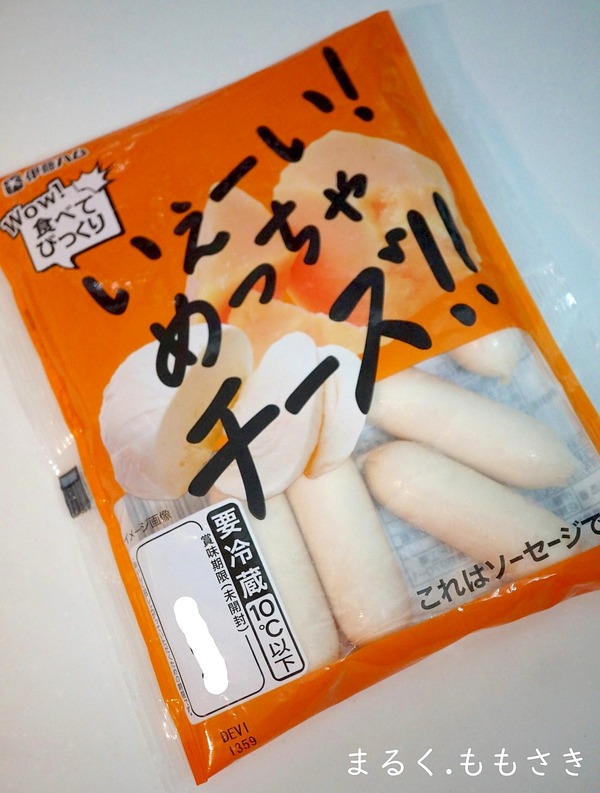 伊藤ハム
Wow!
食べて
びっくり
いえーい!
めっちゃ
チーズ!!
イメージ画像
要冷蔵10℃以下
賞味期限(未開封)
これはソーセージで
DEV1
1359
まるく.ももさき